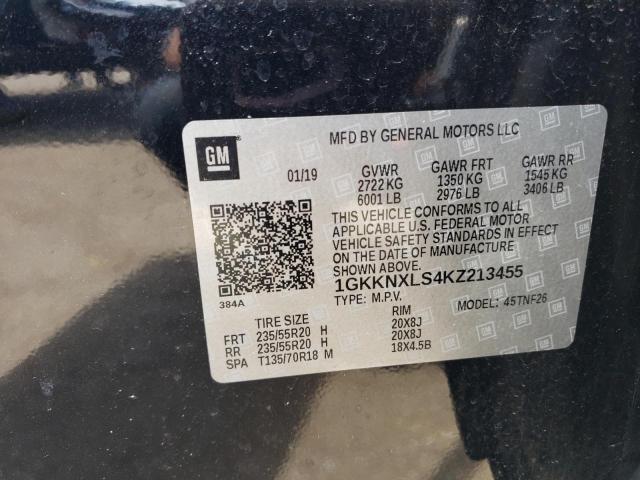 GM
MFD BY GENERAL MOTORS LLC
01/19
GVWR
2722 KG
6001 LB
GAWR FRT
1350 KG
2976 LB
GAWR RR
1545 KG
3406 LB
THIS VEHICLE CONFORMS TO ALL
APPLICABLE U.S. FEDERAL MOTOR
VEHICLE SAFETY STANDARDS IN EFFECT
ON THE DATE OF MANUFACTURE
SHOWN ABOVE.
1GKKNXLS4KZ213455
384A
TYPE: M.P.V.
MODEL: 45TNF26
TIRE SIZE RIM
FRT 235/55R20 H 20X8J
RR 235/55R20 H 20X8J
SPA T135/70R18 M 18X4.5B